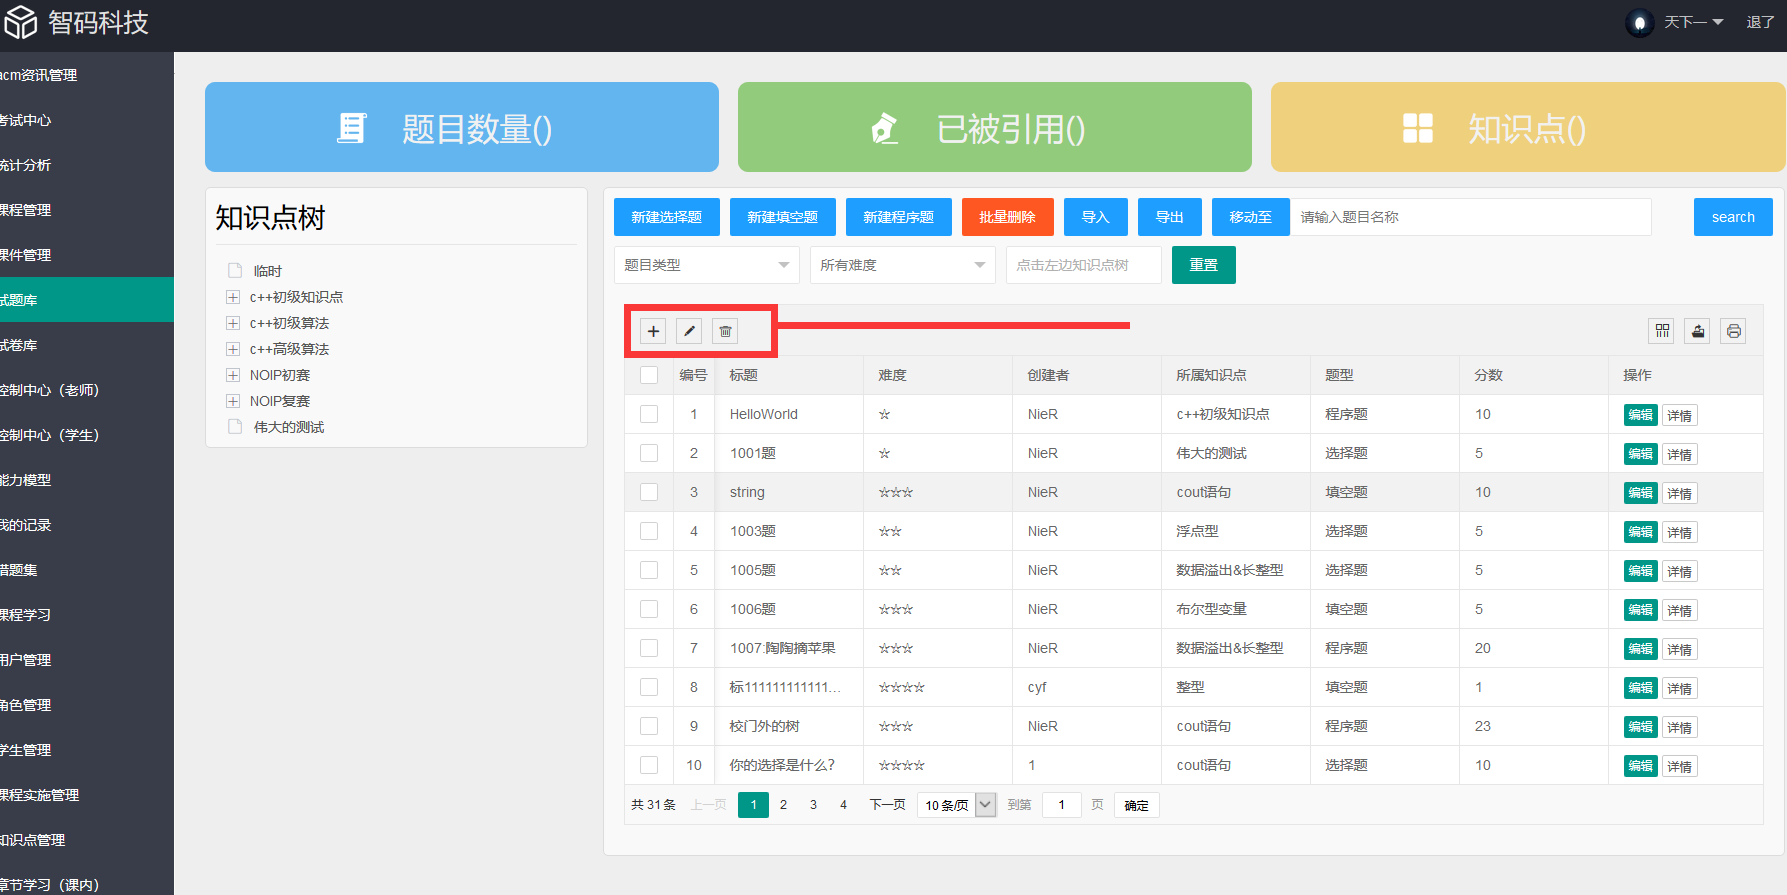 智码科技
天下一
退了
acm资讯管理
考试中心
统计分析
课程管理
课件管理
试题库
试卷库
控制中心（老师）
控制中心（学生）
能力模型
我的记录
错题集
课程学习
用户管理
角色管理
学生管理
课程实施管理
知识点管理
章节学习（课内）
题目数量()
已被引用()
知识点()
知识点树
临时
c++初级知识点
c++初级算法
c++高级算法
NOIP初赛
NOIP复赛
伟大的测试
新建选择题 新建填空题 新建程序题 批量删除 导入 导出 移动至 请输入题目名称 search
题目类型 所有难度 点击左边知识点树 重置
编号 标题 难度 创建者 所属知识点 题型 分数 操作
1 HelloWorld ☆ NieR c++初级知识点 程序题 10 编辑 详情
2 1001题 ☆ NieR 伟大的测试 选择题 5 编辑 详情
3 string ☆☆☆ NieR cout语句 填空题 10 编辑 详情
4 1003题 ☆☆ NieR 浮点型 选择题 5 编辑 详情
5 1005题 ☆☆ NieR 数据溢出&长整型 选择题 5 编辑 详情
6 1006题 ☆☆☆ NieR 布尔型变量 填空题 5 编辑 详情
7 1007:陶陶摘苹果 ☆☆☆ NieR 数据溢出&长整型 程序题 20 编辑 详情
8 标111111111111... ☆☆☆☆ cyf 整型 填空题 1 编辑 详情
9 校门外的树 ☆☆☆ NieR cout语句 程序题 23 编辑 详情
10 你的选择是什么? ☆☆☆☆ 1 cout语句 选择题 10 编辑 详情
共 31 条 上一页 1 2 3 4 下一页 10 条/页 到第 1 页 确定